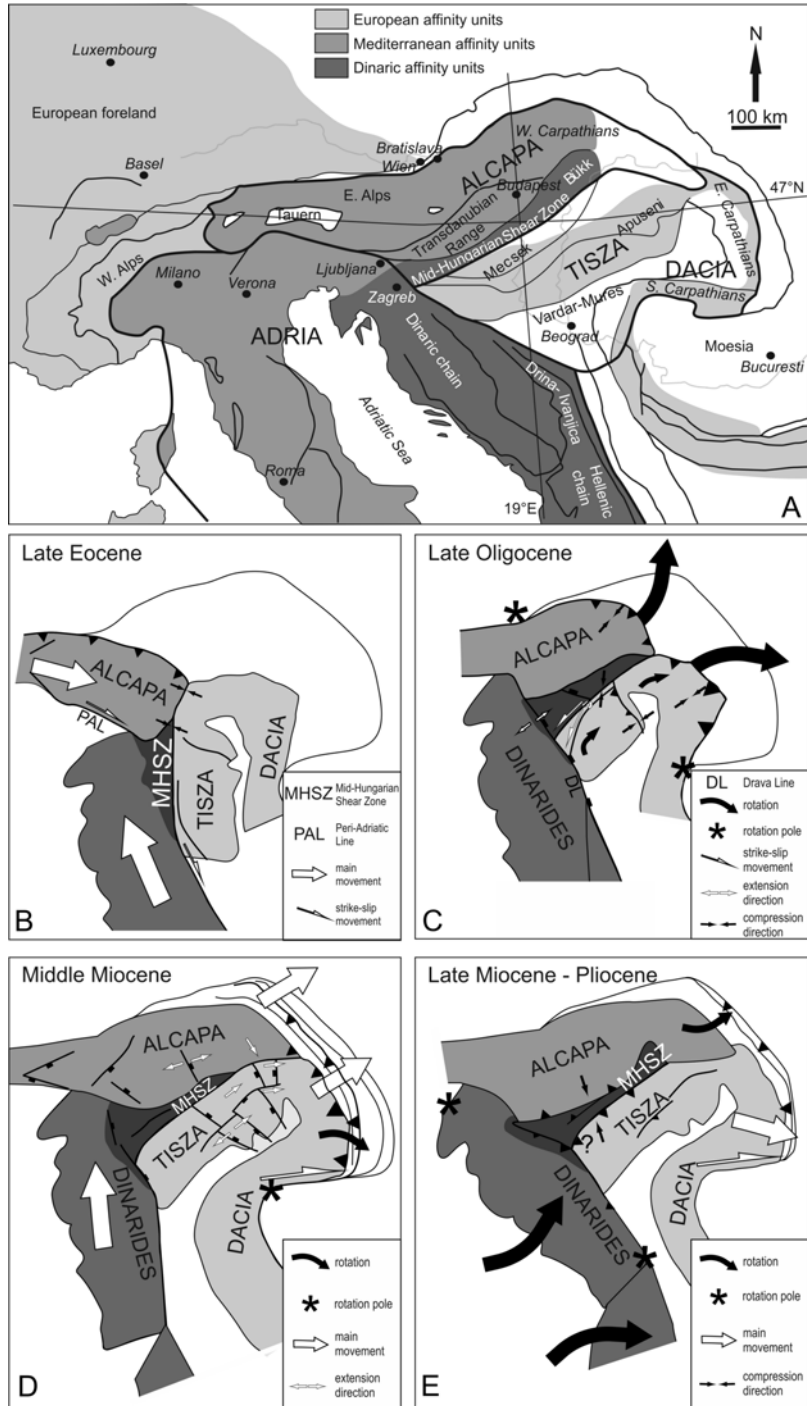 European affinity units
Mediterranean affinity units
Dinaric affinity units
N
100 km
Luxembourg
European foreland
Basel
Bratislava
Wien
W. Carpathians
ALCAPA
Budapest
Bükk
47°N
E. Alps
Tauern
Transdanubian
Range
Mid-Hungarian Shear Zone
Mecsek
Apuseni
TISZA
E. Carpathians
DACIA
S. Carpathians
W. Alps
Milano
Verona
Ljubljana
Zagreb
ADRIA
Vardar-Mures
Beograd
Moesia
Bucuresti
Dinaric chain
Drina-
Ivanjica
Adriatic Sea
Hellenic
chain
Roma
19°E
A
Late Eocene
ALCAPA
PAL
MHSZ
TISZA
DACIA
MHSZ Mid-Hungarian
Shear Zone
PAL Peri-Adriatic
Line
main
movement
strike-slip
movement
B
Late Oligocene
ALCAPA
DINARIDES
DL
DL Drava Line
rotation
rotation pole
strike-slip
movement
extension
direction
compression
direction
C
Middle Miocene
ALCAPA
MHSZ
TISZA
DINARIDES
DACIA
rotation
rotation pole
main
movement
extension
direction
D
Late Miocene - Pliocene
ALCAPA
MHSZ
TISZA
?
DINARIDES
DACIA
rotation
rotation pole
main
movement
compression
direction
E